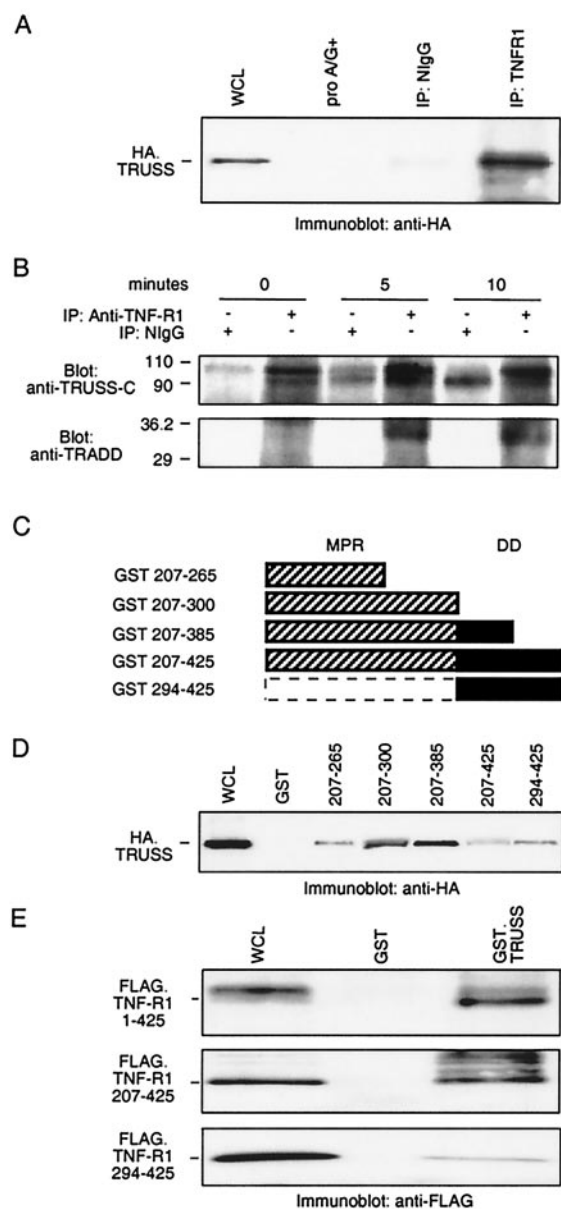 A
WCL
pro A/G+
IP: NIgG
IP: TNFR1
HA.
TRUSS
Immunoblot: anti-HA
B
minutes 0 5 10
IP: Anti-TNF-R1 - + - + - +
IP: NIgG + - + - + -
Blot:
anti-TRUSS-C
110
90
Blot:
anti-TRADD
36.2
29
C
MPR DD
GST 207-265
GST 207-300
GST 207-385
GST 207-425
GST 294-425
D
WCL
GST
207-265
207-300
207-385
207-425
294-425
HA.
TRUSS
Immunoblot: anti-HA
E
WCL
GST
GST.
TRUSS
FLAG.
TNF-R1
1-425
FLAG.
TNF-R1
207-425
FLAG.
TNF-R1
294-425
Immunoblot: anti-FLAG